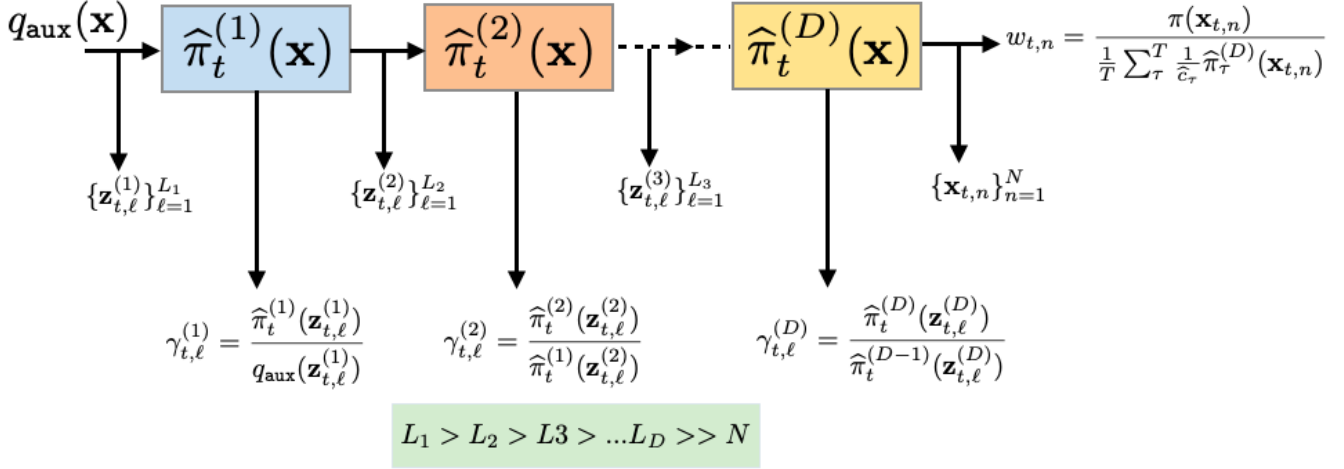 q_aux(x)
π̂_t^(1)(x)
π̂_t^(2)(x)
π̂_t^(D)(x)
w_{t,n} = π(x_{t,n}) / (1/T ∑_τ^T 1/ĉ_τ π̂_τ^(D)(x_{t,n}))
{z_{t,ℓ}^(1)}_{ℓ=1}^{L_1}
{z_{t,ℓ}^(2)}_{ℓ=1}^{L_2}
{z_{t,ℓ}^(3)}_{ℓ=1}^{L_3}
{x_{t,n}}_{n=1}^N
γ_{t,ℓ}^(1) = π̂_t^(1)(z_{t,ℓ}^(1)) / q_aux(z_{t,ℓ}^(1))
γ_{t,ℓ}^(2) = π̂_t^(2)(z_{t,ℓ}^(2)) / π̂_t^(1)(z_{t,ℓ}^(2))
γ_{t,ℓ}^(D) = π̂_t^(D)(z_{t,ℓ}^(D)) / π̂_t^(D−1)(z_{t,ℓ}^(D))
L_1 > L_2 > L3 > ...L_D >> N